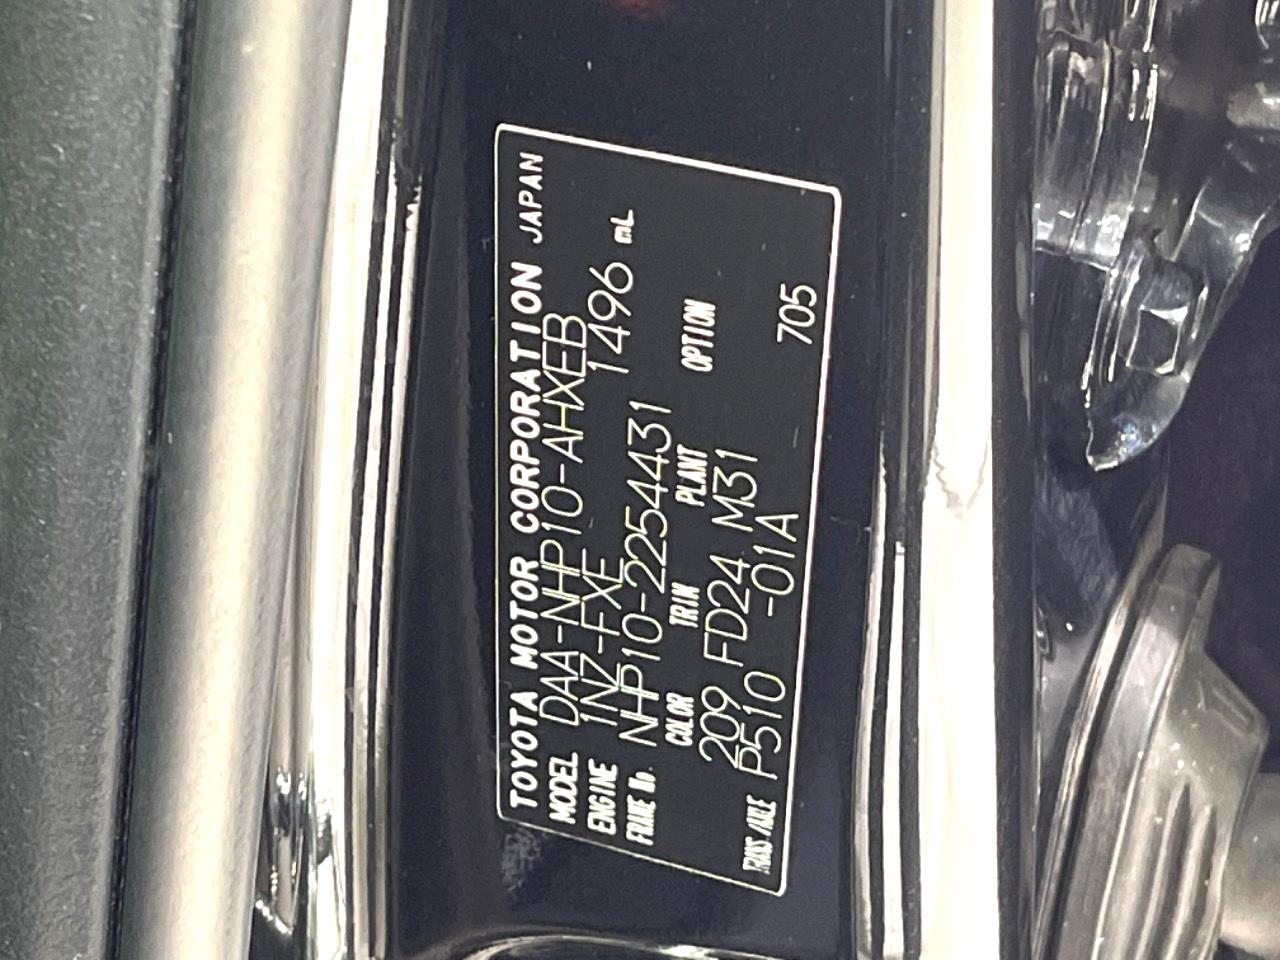 TOYOTA MOTOR CORPORATION JAPAN
MODEL DAA-NHP10-AHXEB
ENGINE 1NZ-FXE 1496 mL
FRAME No. NHP10-2254431
COLOR TRIM PLANT OPTION
209 FD24 M31
TRANS./AXLE P510 -01A 705